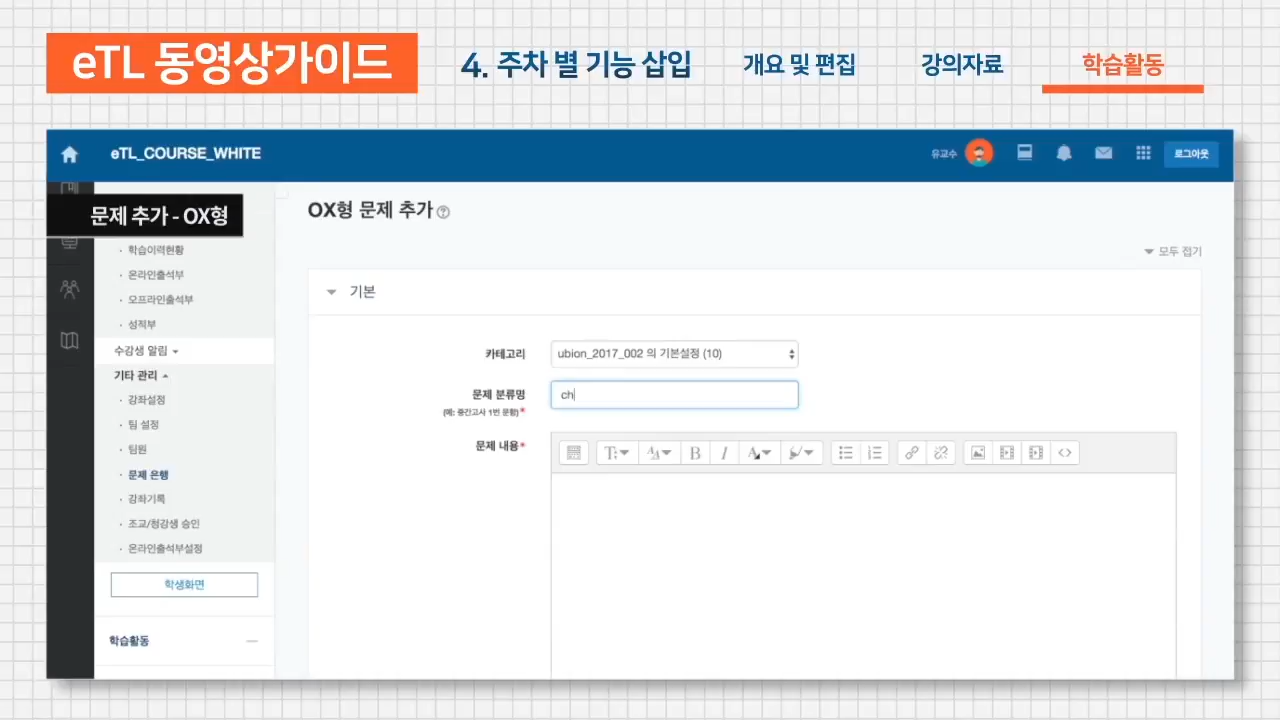 eTL 동영상가이드
4. 주차 별 기능 삽입
개요 및 편집
강의자료
학습활동
eTL_COURSE_WHITE
유교수
로그아웃
문제 추가 - OX형
학습이력현황
온라인출석부
오프라인출석부
성적부
수강생 알림
기타 관리
강좌설정
팀 설정
팀원
문제 은행
강좌기록
조교/청강생 승인
온라인출석부설정
학생화면
학습활동
OX형 문제 추가
모두 접기
기본
카테고리
ubion_2017_002 의 기본설정 (10)
문제 분류명
(예: 중간고사 1번 문항)*
ch
문제 내용*